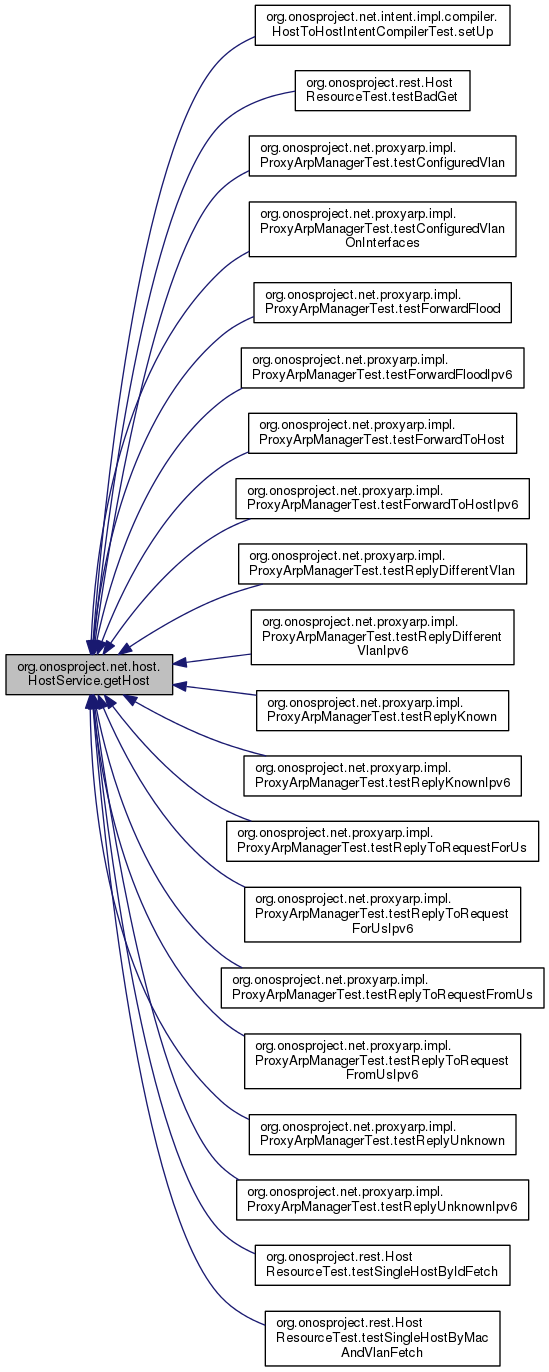 org.onosproject.net.intent.impl.compiler.
HostToHostIntentCompilerTest.setUp
org.onosproject.rest.Host
ResourceTest.testBadGet
org.onosproject.net.proxyarp.impl.
ProxyArpManagerTest.testConfiguredVlan
org.onosproject.net.proxyarp.impl.
ProxyArpManagerTest.testConfiguredVlan
OnInterfaces
org.onosproject.net.proxyarp.impl.
ProxyArpManagerTest.testForwardFlood
org.onosproject.net.proxyarp.impl.
ProxyArpManagerTest.testForwardFloodIpv6
org.onosproject.net.proxyarp.impl.
ProxyArpManagerTest.testForwardToHost
org.onosproject.net.proxyarp.impl.
ProxyArpManagerTest.testForwardToHostIpv6
org.onosproject.net.proxyarp.impl.
ProxyArpManagerTest.testReplyDifferentVlan
org.onosproject.net.proxyarp.impl.
ProxyArpManagerTest.testReplyDifferent
VlanIpv6
org.onosproject.net.host.
HostService.getHost
org.onosproject.net.proxyarp.impl.
ProxyArpManagerTest.testReplyKnown
org.onosproject.net.proxyarp.impl.
ProxyArpManagerTest.testReplyKnownIpv6
org.onosproject.net.proxyarp.impl.
ProxyArpManagerTest.testReplyToRequestForUs
org.onosproject.net.proxyarp.impl.
ProxyArpManagerTest.testReplyToRequest
ForUsIpv6
org.onosproject.net.proxyarp.impl.
ProxyArpManagerTest.testReplyToRequestFromUs
org.onosproject.net.proxyarp.impl.
ProxyArpManagerTest.testReplyToRequest
FromUsIpv6
org.onosproject.net.proxyarp.impl.
ProxyArpManagerTest.testReplyUnknown
org.onosproject.net.proxyarp.impl.
ProxyArpManagerTest.testReplyUnknownIpv6
org.onosproject.rest.Host
ResourceTest.testSingleHostByIdFetch
org.onosproject.rest.Host
ResourceTest.testSingleHostByMac
AndVlanFetch